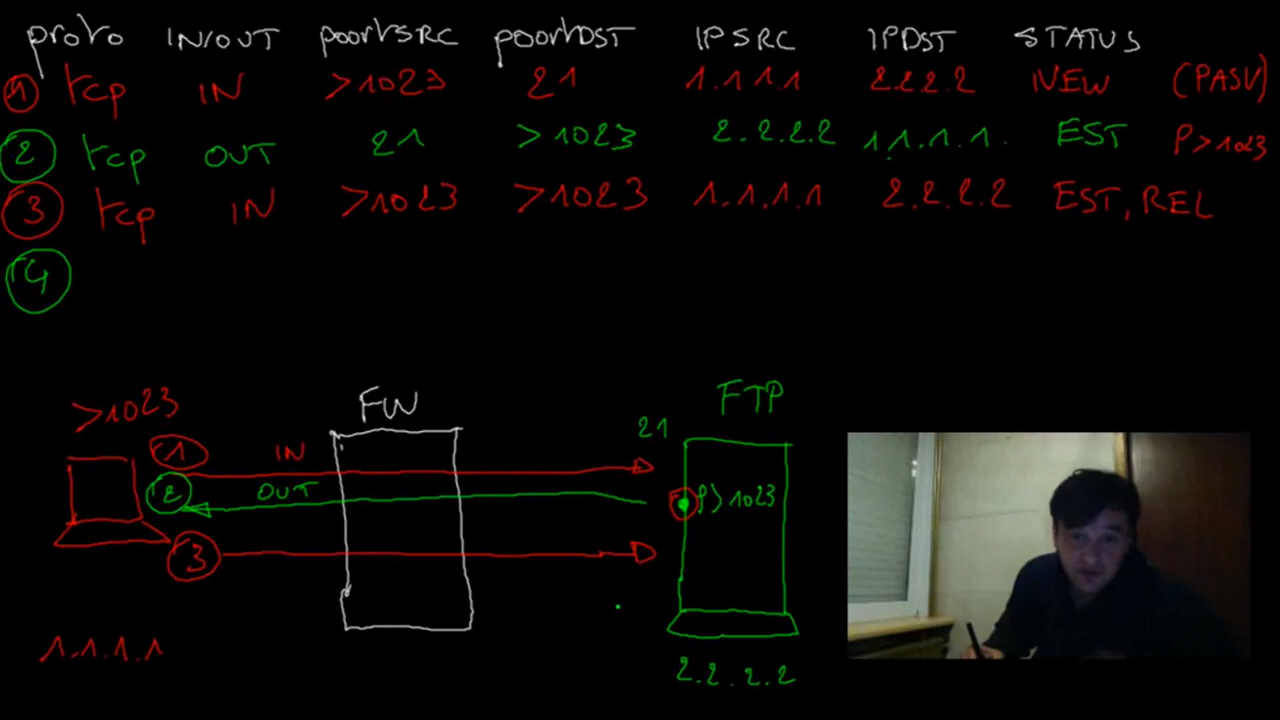 proto IN/OUT poortSRC poortDST IPSRC IPDST STATUS
1 tcp IN >1023 21 1.1.1.1 2.2.2.2 NEW (PASV)
2 tcp OUT 21 >1023 2.2.2.2 1.1.1.1. EST P>1023
3 tcp IN >1023 >1023 1.1.1.1 2.2.2.2 EST, REL
4
>1023 FW FTP
1 IN 21
2 OUT P>1023
3
1.1.1.1 2.2.2.2